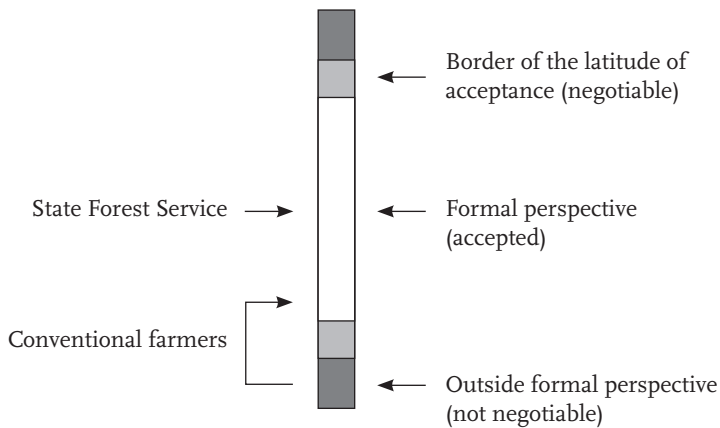 Border of the latitude of
acceptance (negotiable)
State Forest Service
Formal perspective
(accepted)
Conventional farmers
Outside formal perspective
(not negotiable)